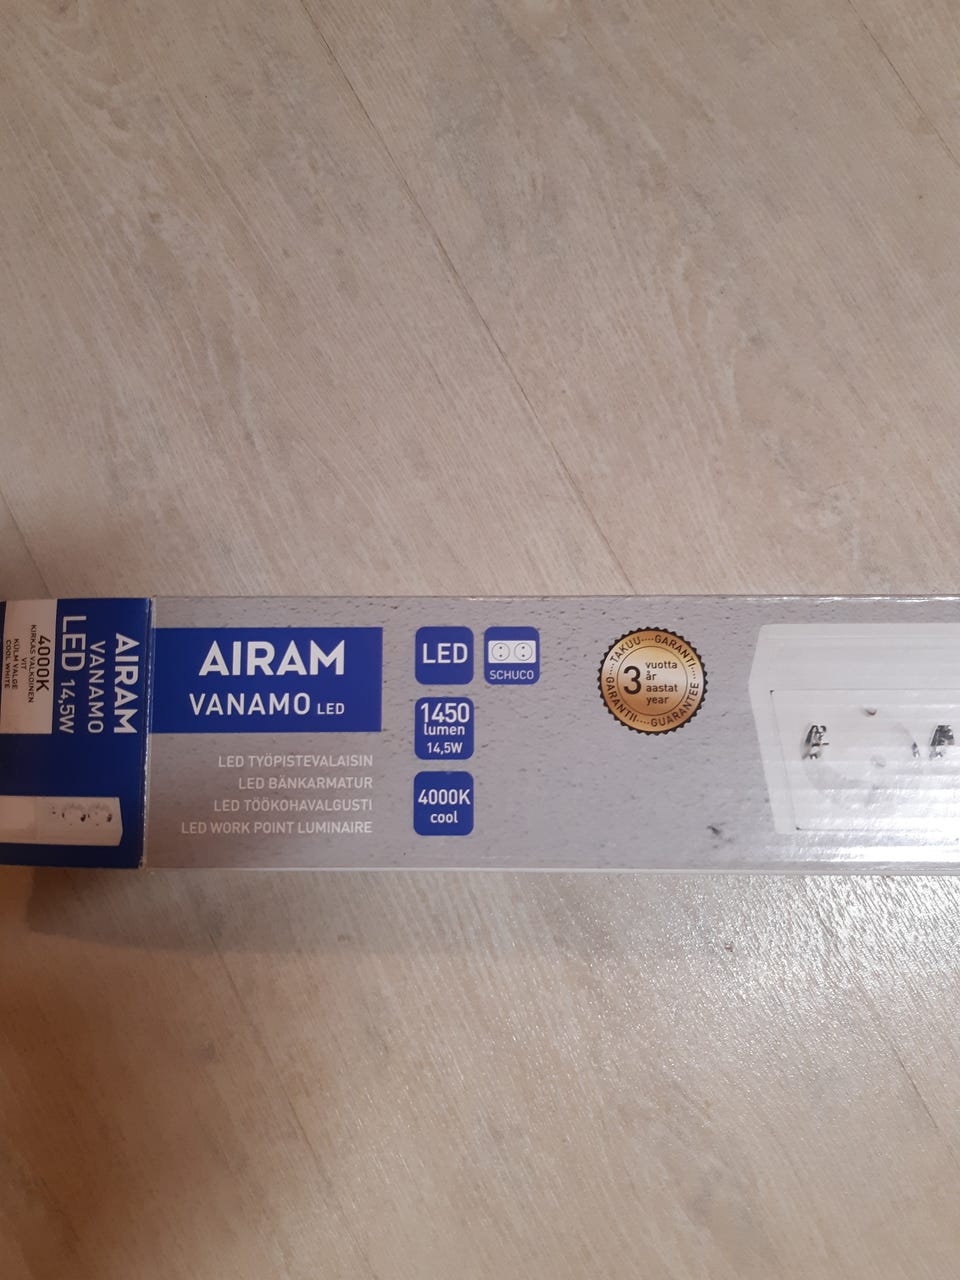 AIRAM
VANAMO
LED 14,5W
4000K
KIRKAS VALKOINEN
VIT
KÜLM VALGE
COOL WHITE
AIRAM
VANAMO LED
LED TYÖPISTEVALAISIN
LED BÄNKARMATUR
LED TÖÖKOHAVALGUSTI
LED WORK POINT LUMINAIRE
LED
SCHUCO
1450
lumen
14,5W
4000K
cool
TAKUU····GARANTI
3 vuotta
år
aastat
year
GARANTII····GUARANTEE